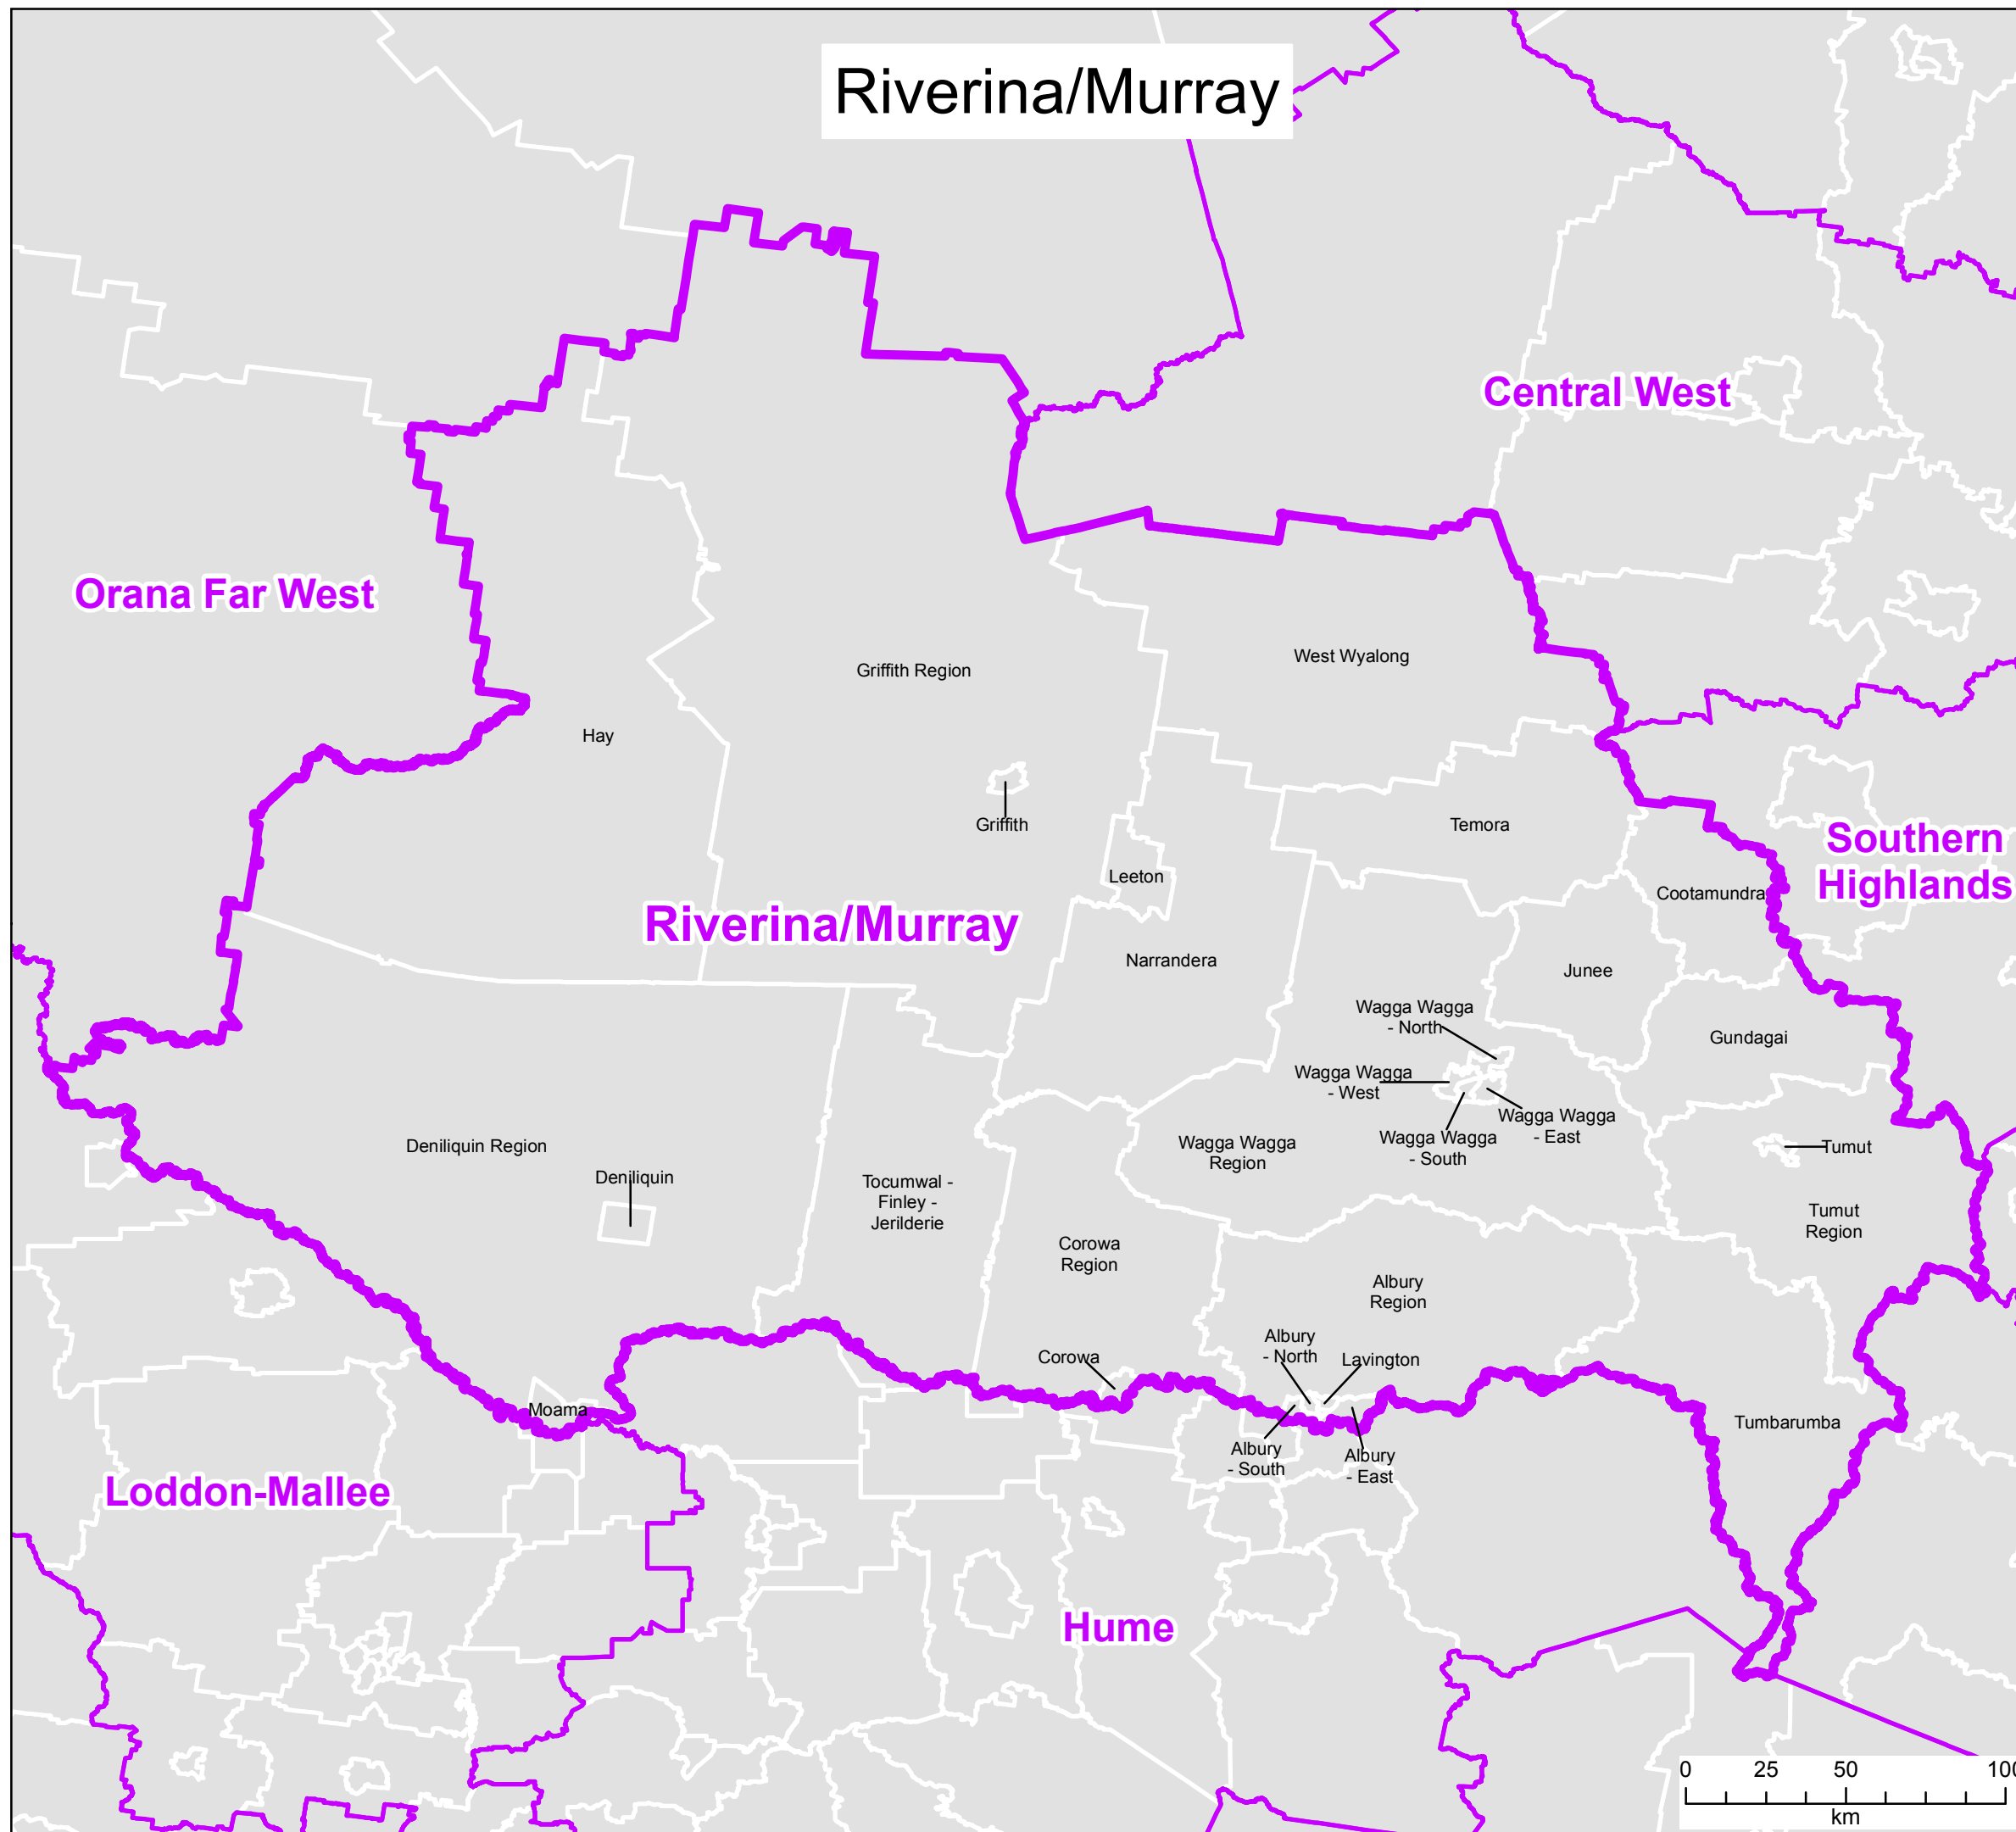 Riverina/Murray
Central West
Orana Far West
West Wyalong
Griffith Region
Hay
Griffith
Temora
Southern
Highlands
Leeton
Cootamundra
Riverina/Murray
Narrandera
Junee
Wagga Wagga
- North
Gundagai
Wagga Wagga
- West
Wagga Wagga
- East
Wagga Wagga
- South
Wagga Wagga
Region
Deniliquin Region
Tumut
Deniliquin
Tocumwal -
Finley -
Jerilderie
Tumut
Region
Corowa
Region
Albury
Region
Albury
- North
Corowa
Lavington
Moama
Tumbarumba
Albury
- South
Albury
- East
Loddon-Mallee
Hume
0 25 50 100
km